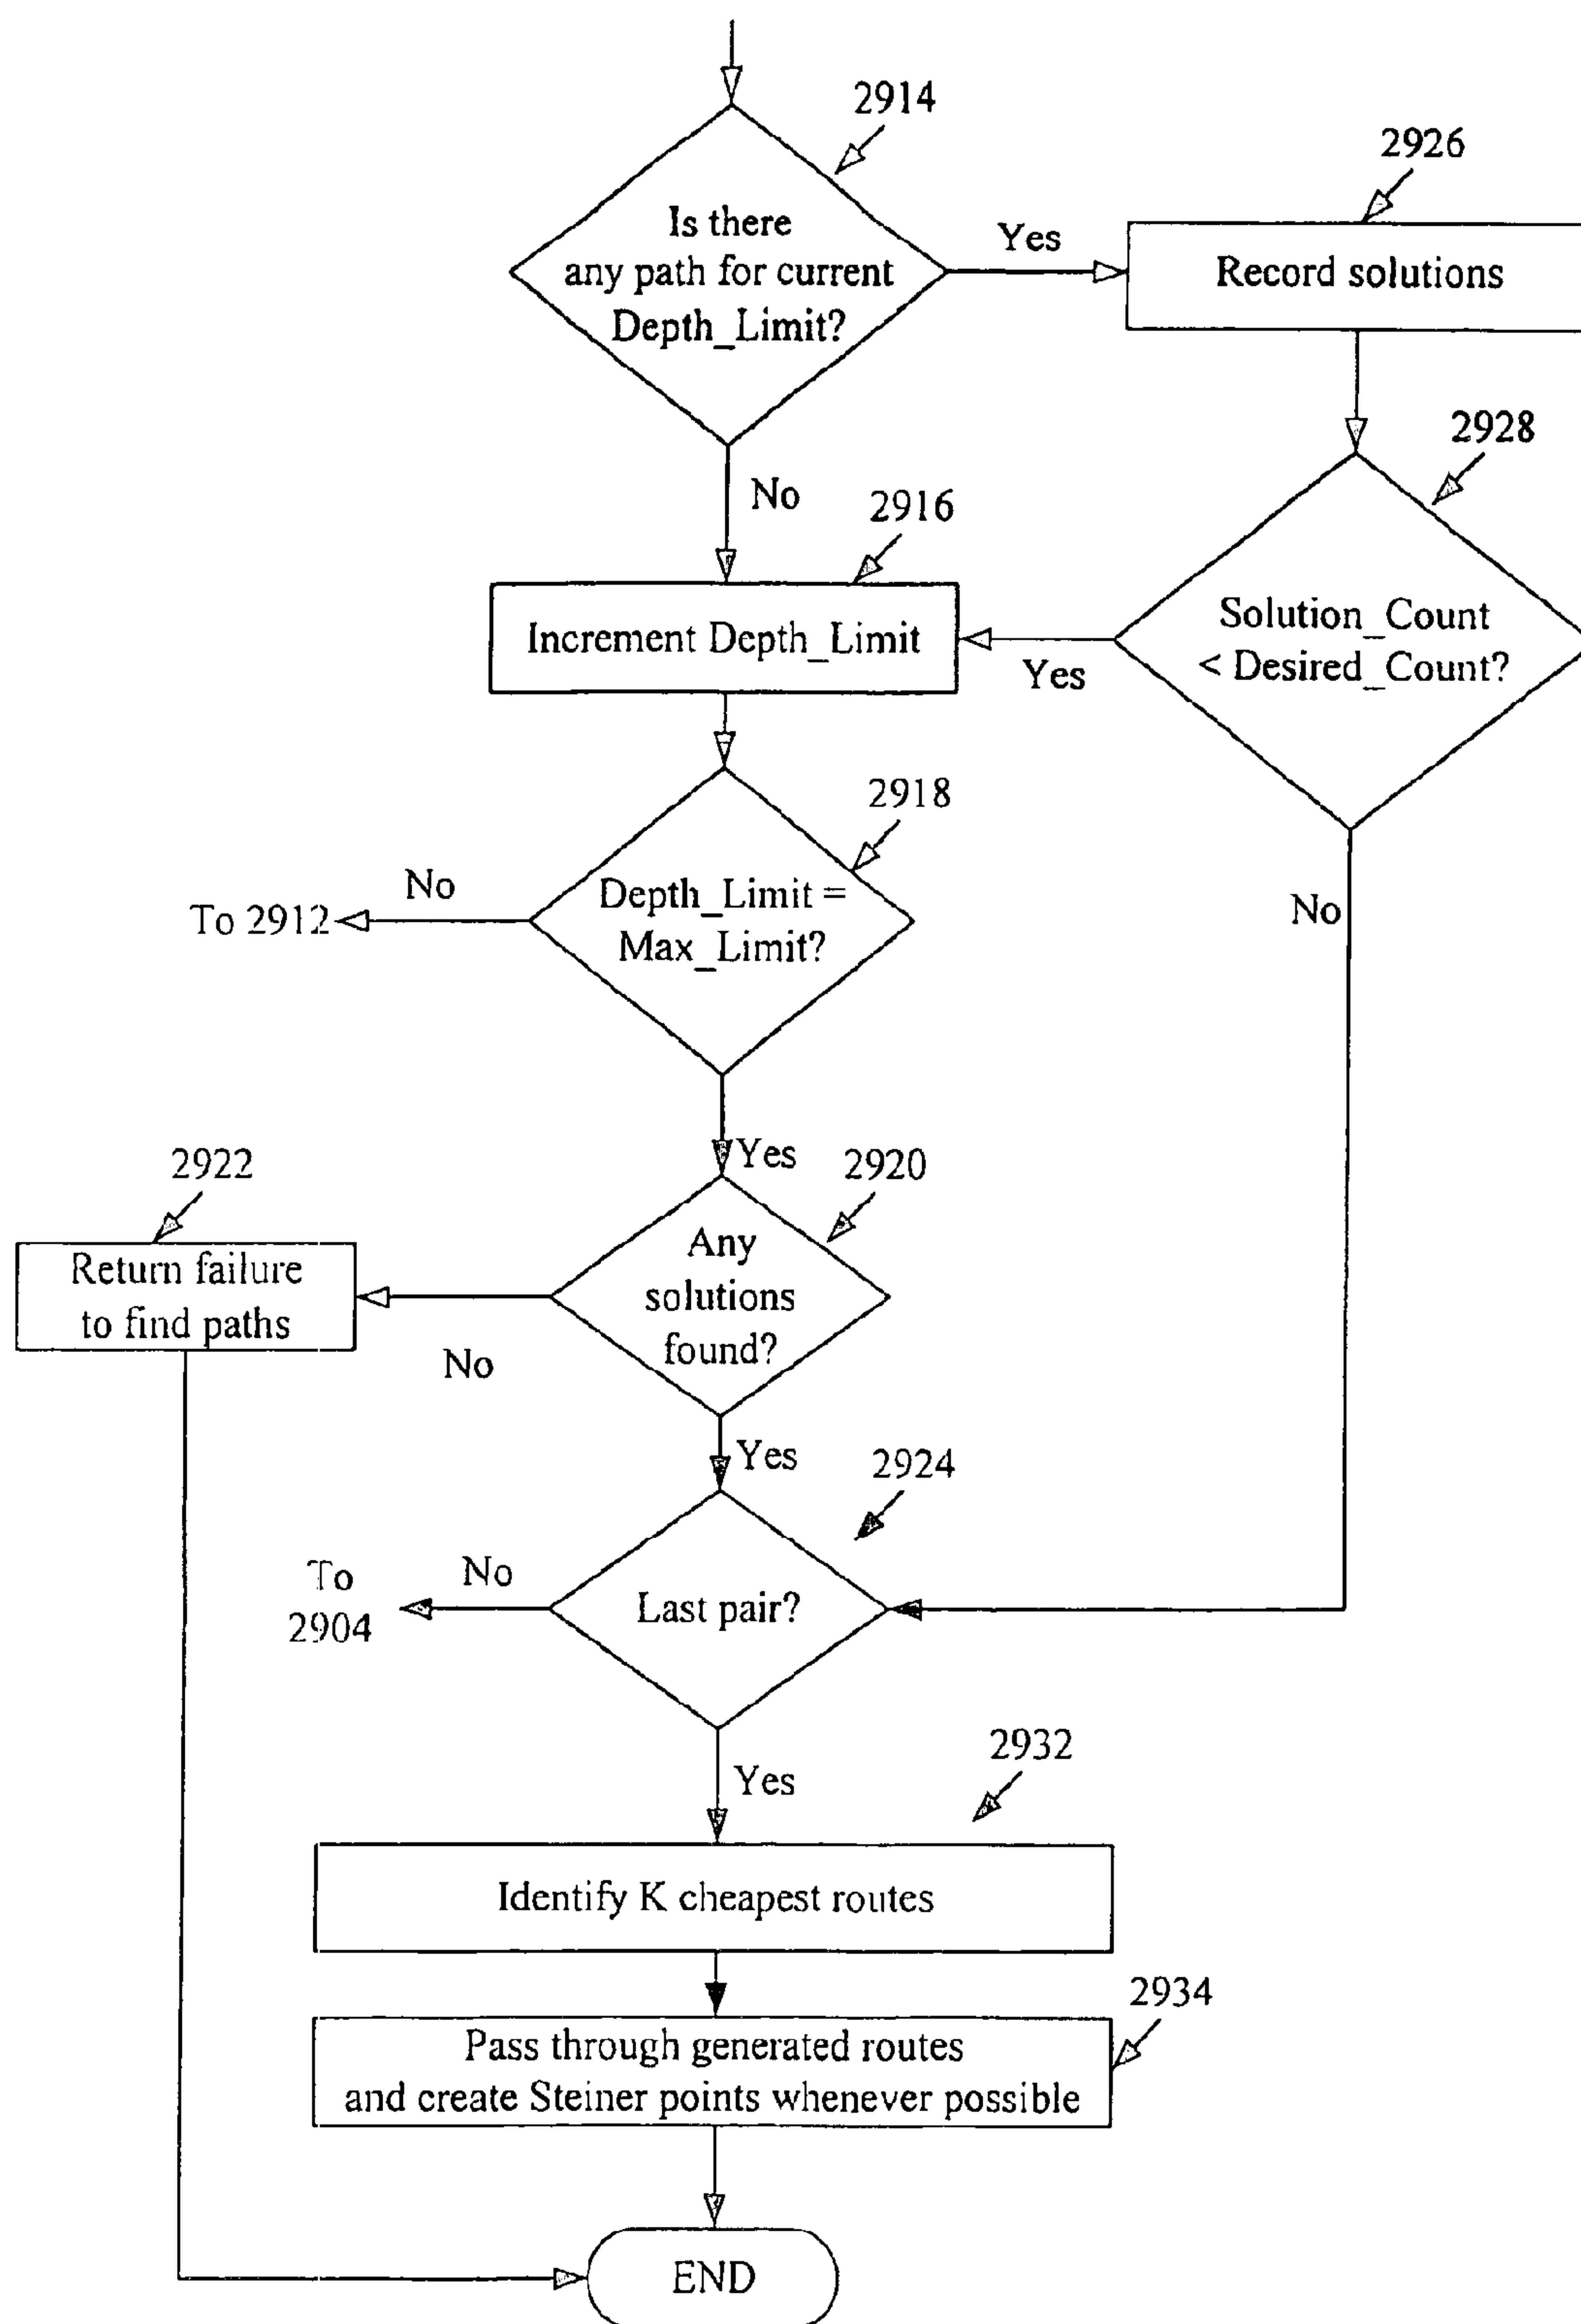 2914
2926
Is there
any path for current
Depth_Limit?
Yes
Record solutions
2928
No
2916
Increment Depth_Limit
Solution_Count
< Desired_Count?
Yes
2918
No
Depth_Limit =
Max_Limit?
To 2912
No
Yes
2922
2920
Return failure
to find paths
Any
solutions
found?
No
Yes
2924
To
2904
No
Last pair?
2932
Yes
Identify K cheapest routes
2934
Pass through generated routes
and create Steiner points whenever possible
END